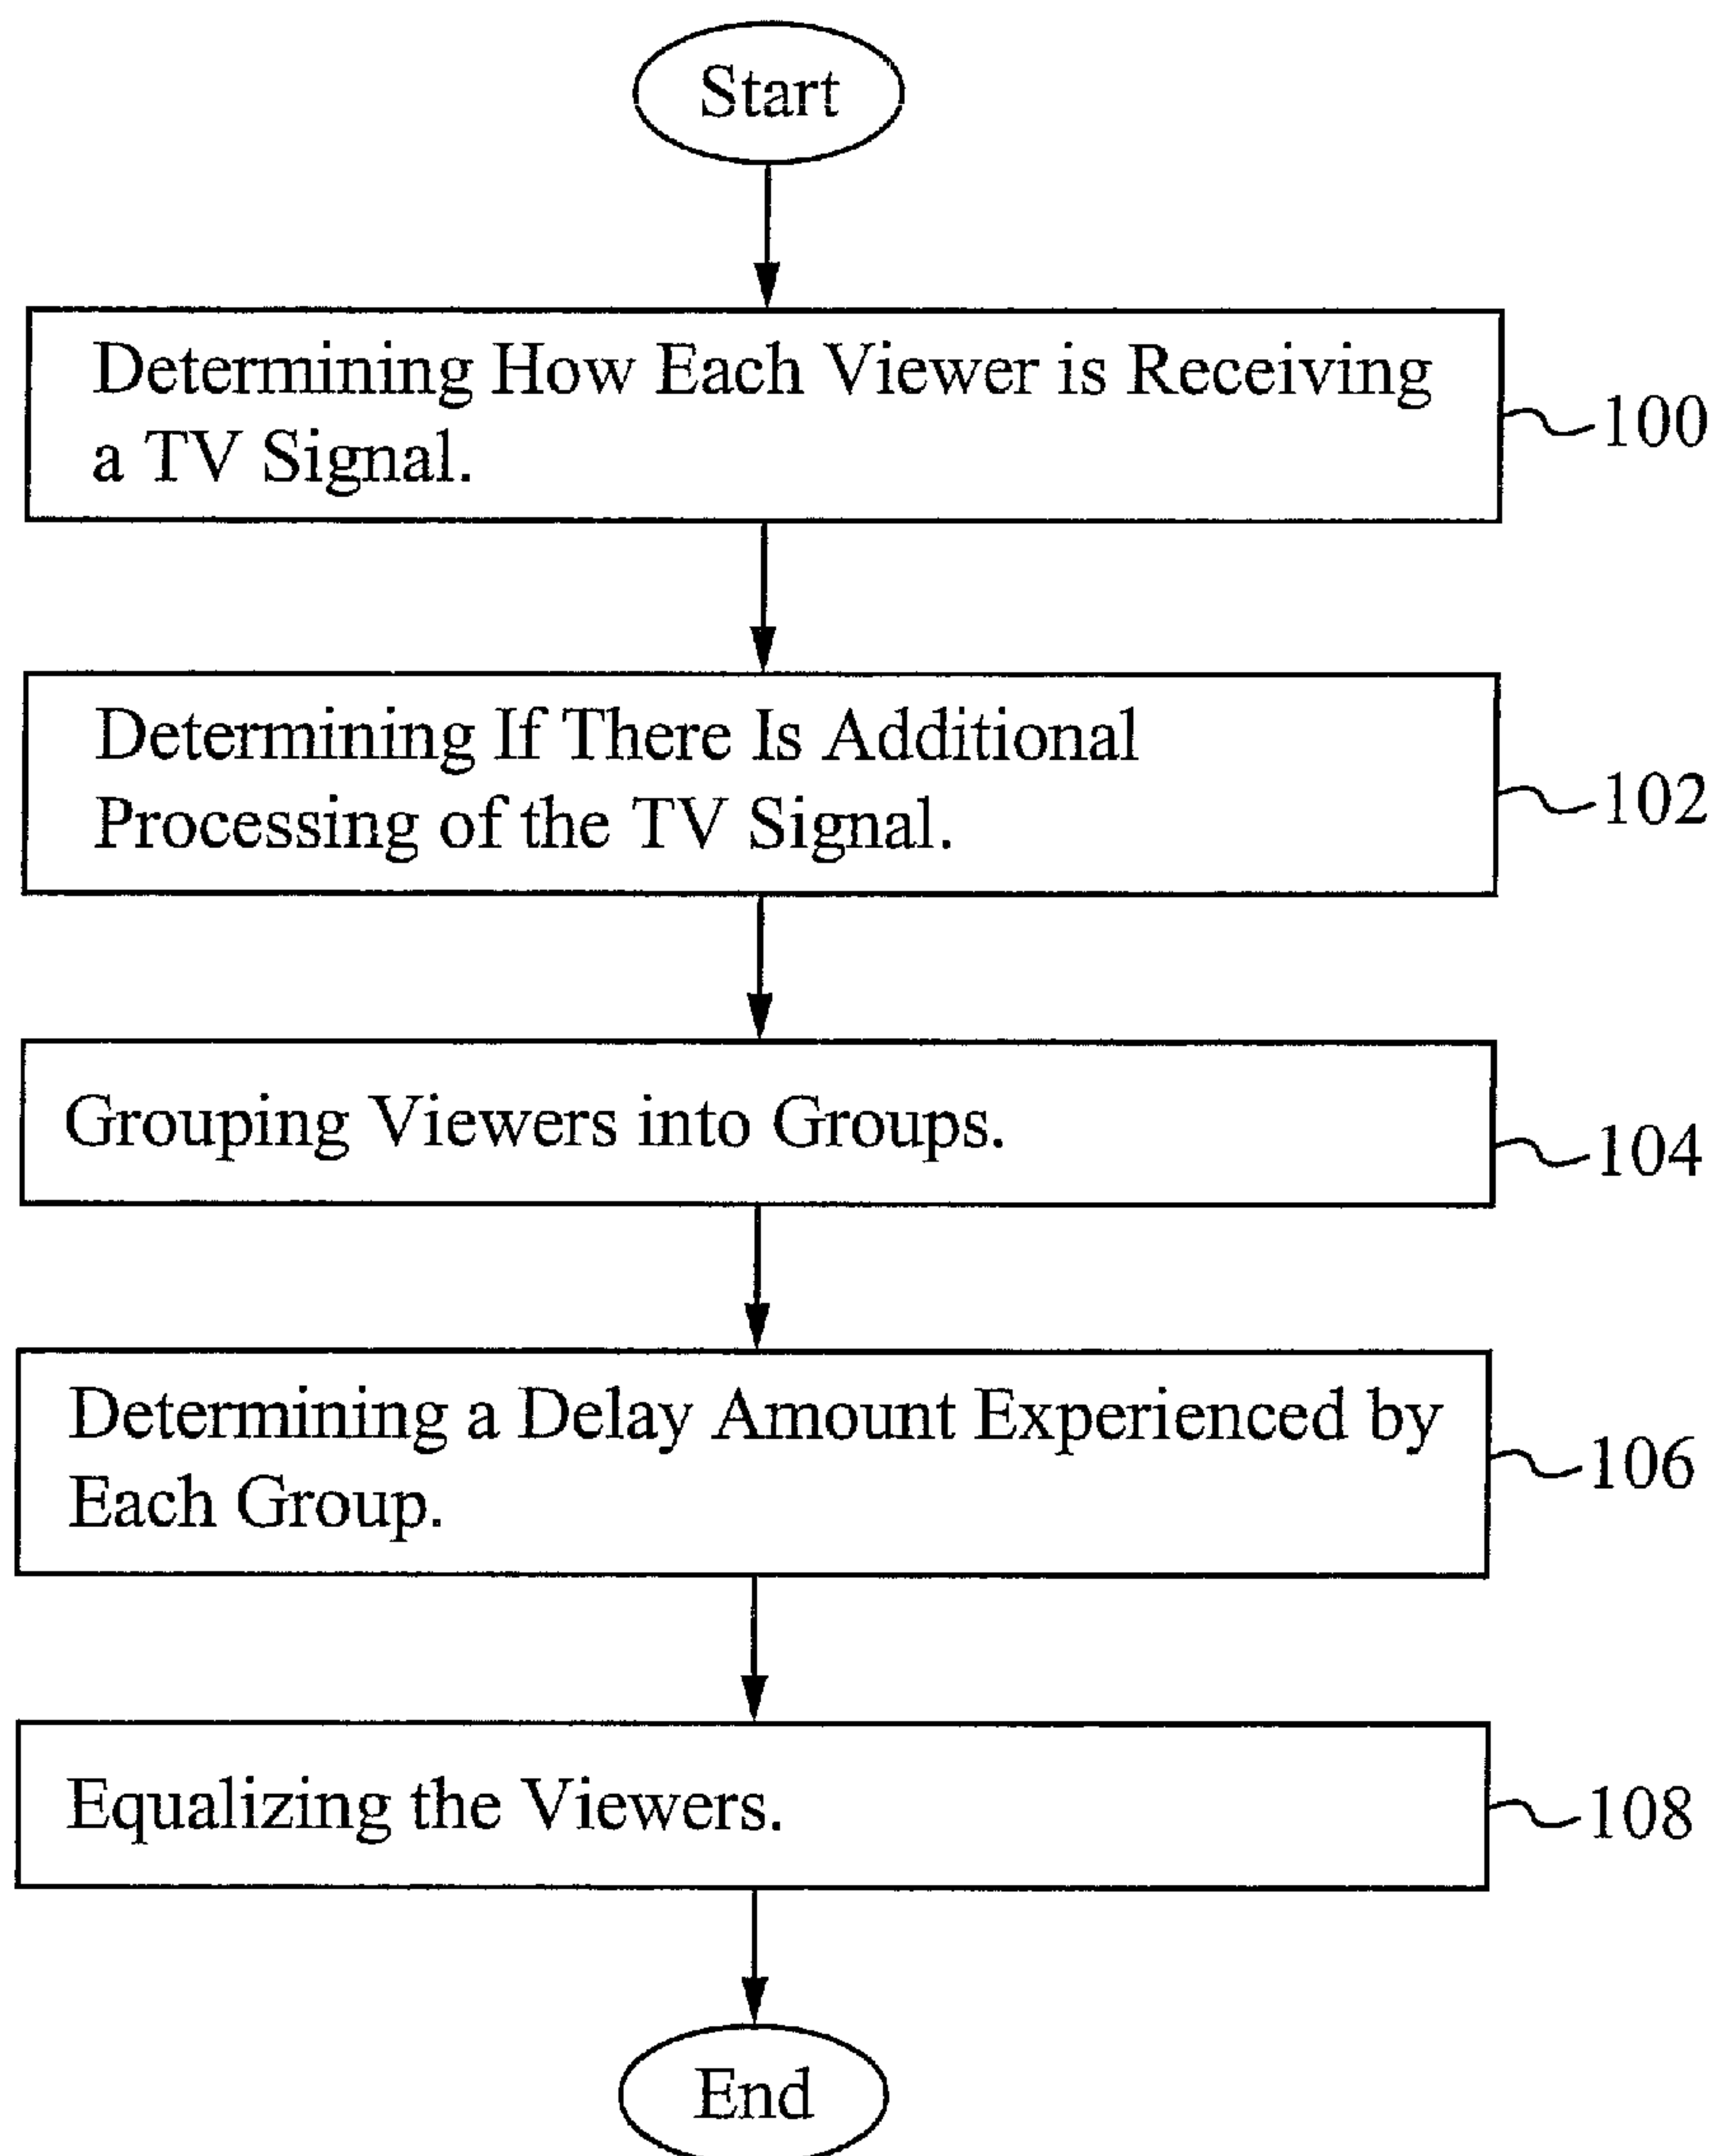 Start
Determining How Each Viewer is Receiving
a TV Signal.
100
Determining If There Is Additional
Processing of the TV Signal.
102
Grouping Viewers into Groups.
104
Determining a Delay Amount Experienced by
Each Group.
106
Equalizing the Viewers.
108
End